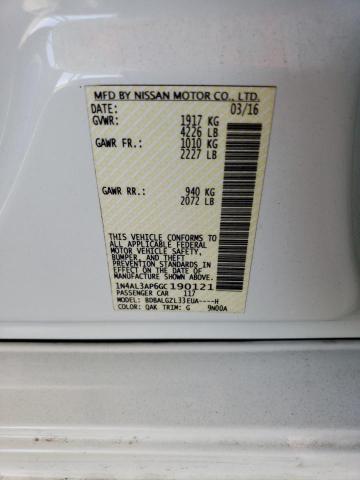 MFD BY NISSAN MOTOR CO., LTD.
DATE: 03/16
GVWR: 1917 KG
4226 LB
GAWR FR.: 1010 KG
2227 LB
GAWR RR.: 940 KG
2072 LB
THIS VEHICLE CONFORMS TO
ALL APPLICABLE FEDERAL
MOTOR VEHICLE SAFETY,
BUMPER, AND THEFT
PREVENTION STANDARDS IN
EFFECT ON THE DATE OF
MANUFACTURE SHOWN ABOVE.
1N4AL3AP6GC190121
PASSENGER CAR 117
MODEL: BDBALGZL33EUA----H
COLOR: QAK TRIM: G 9N00A